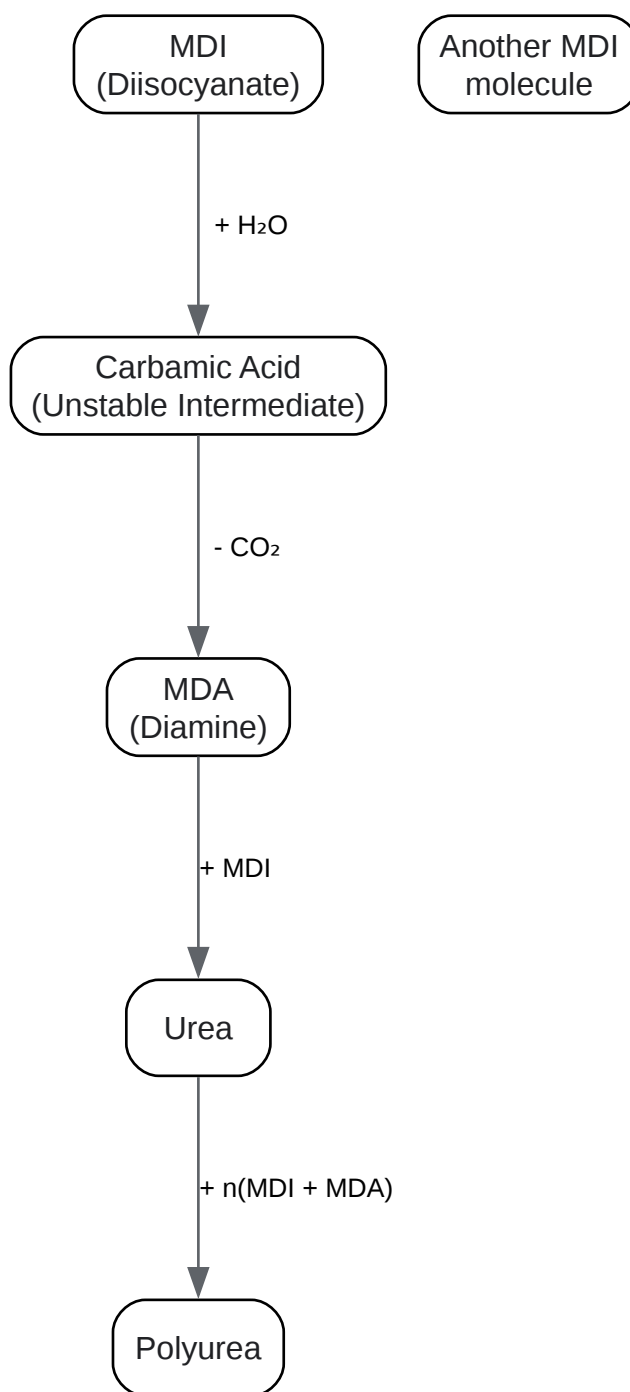 MDI
(Diisocyanate)
Another MDI
molecule
+ H₂O
Carbamic Acid
(Unstable Intermediate)
- CO₂
MDA
(Diamine)
+ MDI
Urea
+ n(MDI + MDA)
Polyurea